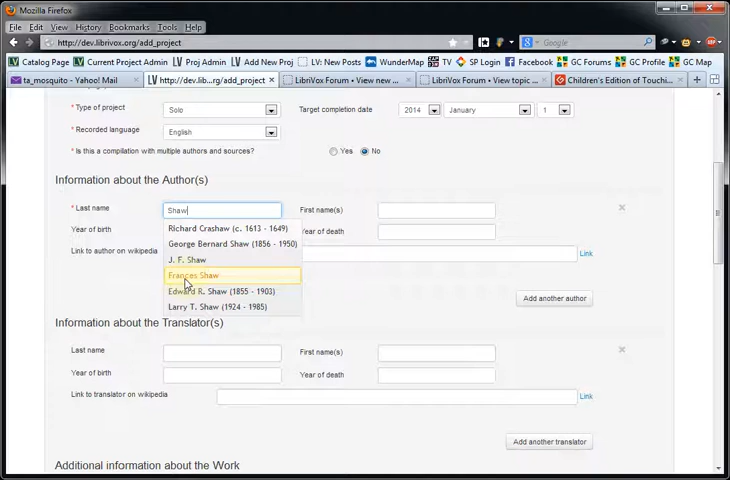 Mozilla Firefox
File Edit View History Bookmarks Tools Help
http://dev.librivox.org/add_project
Google
Catalog Page Current Project Admin All Project Admin Add New Proj LV: New Posts WunderMap TV SP Login Facebook GC Forums GC Profile GC Map
ta_mosquito - Yahoo! Mail http://dev.lib...rg/add_project LibriVox Forum • View new ... LibriVox Forum • View topic ... Children's Edition of Touchi...
* Type of project Solo Target completion date 2014 January 1
* Recorded language English
* Is this a compilation with multiple authors and sources? Yes No
Information about the Author(s)
* Last name Shaw First name(s)
Year of birth Year of death
Link to author on wikipedia Link
Richard Crashaw (c. 1613 - 1649)
George Bernard Shaw (1856 - 1950)
J. F. Shaw
Frances Shaw
Edward R. Shaw (1855 - 1903)
Larry T. Shaw (1924 - 1985)
Add another author
Information about the Translator(s)
Last name First name(s)
Year of birth Year of death
Link to translator on wikipedia Link
Add another translator
Additional information about the Work